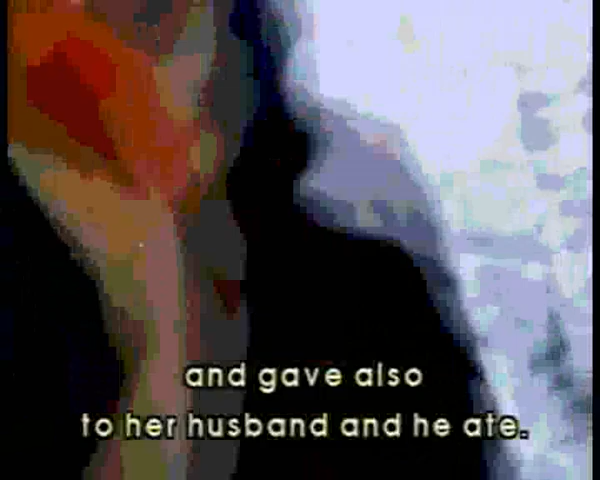 and gave also
to her husband and he ate.